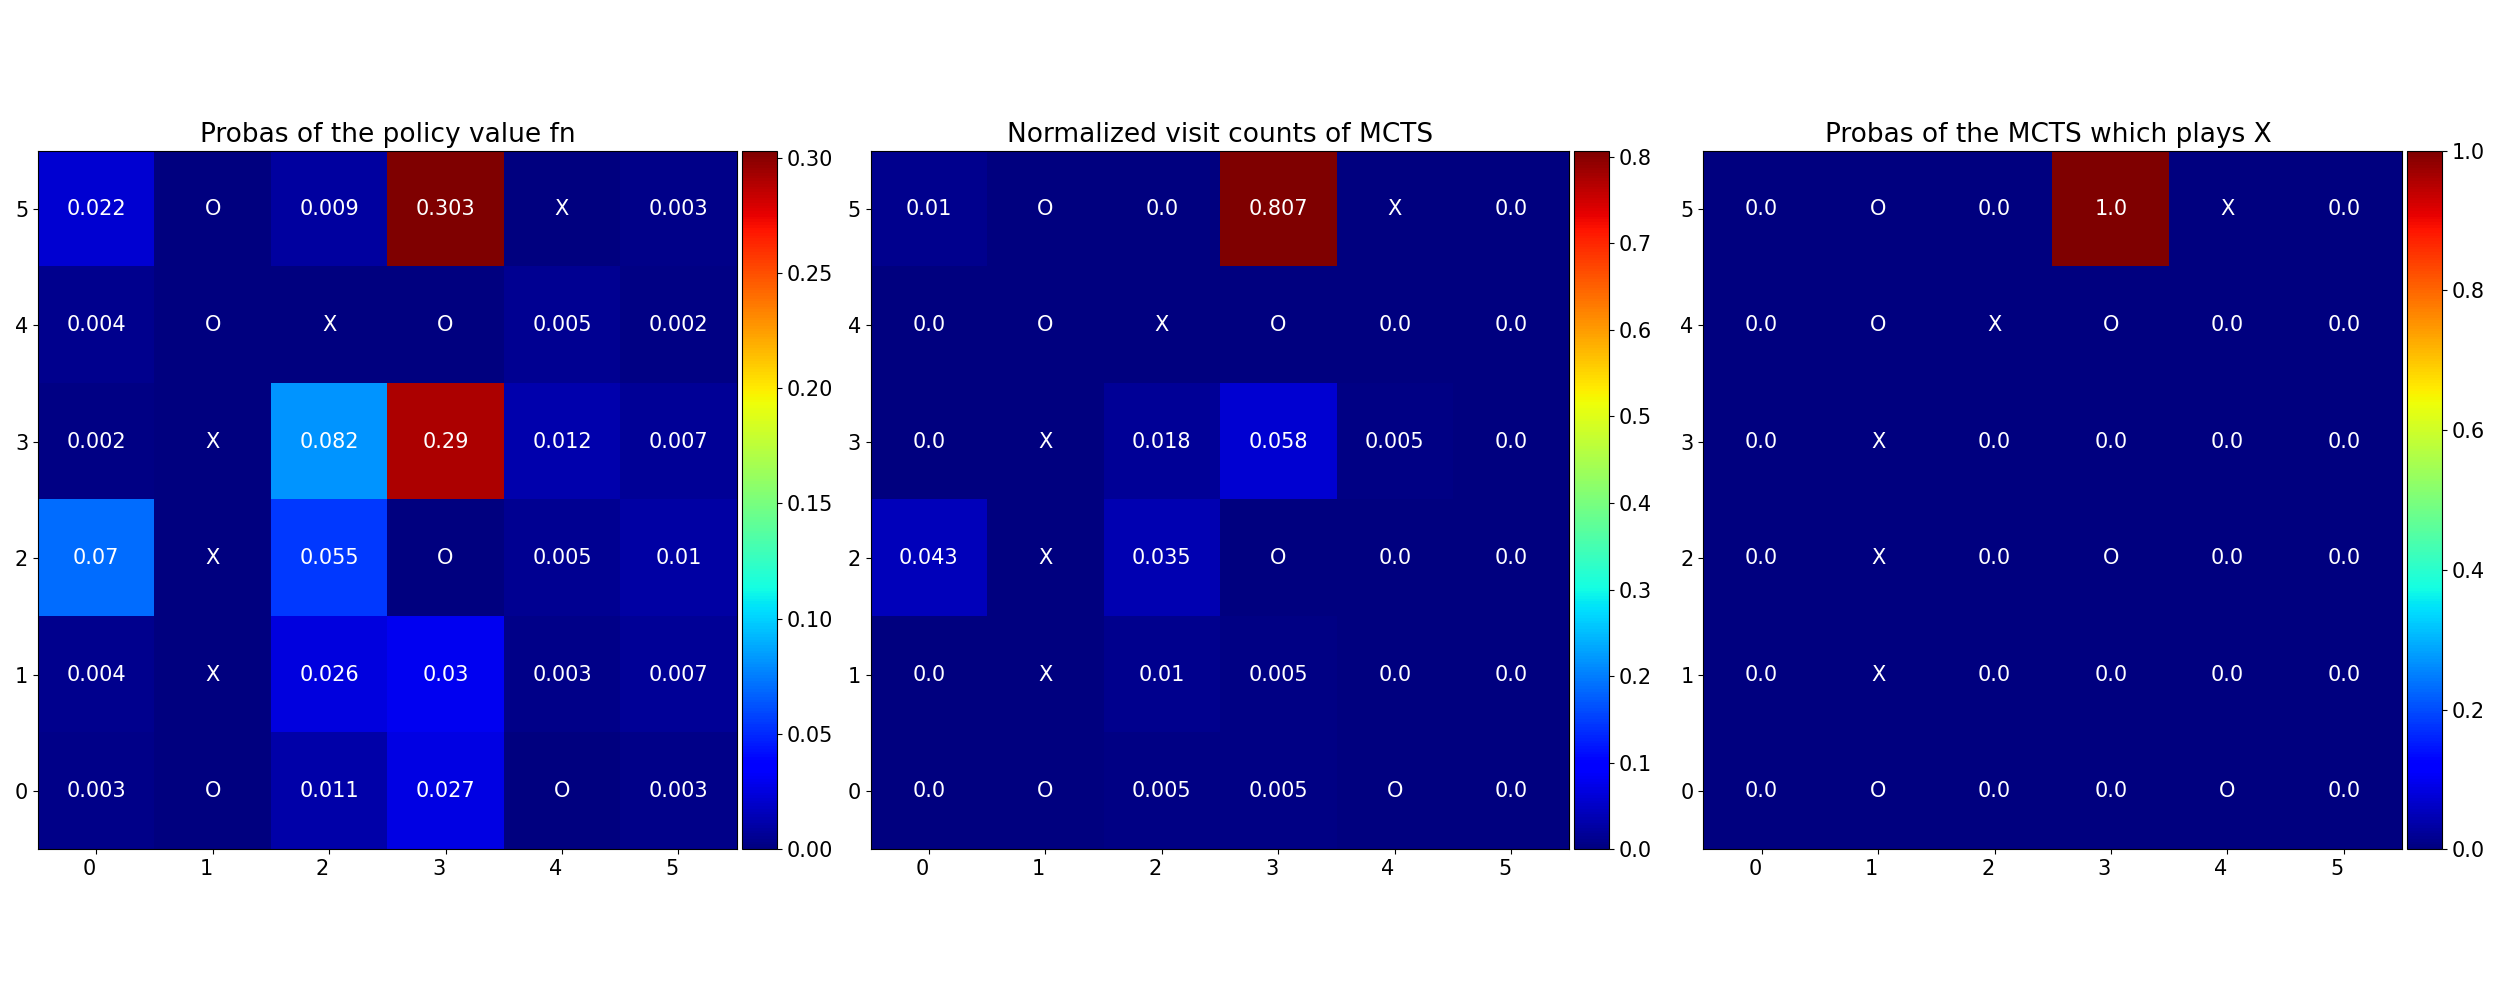 Probas of the policy value fn
Normalized visit counts of MCTS
Probas of the MCTS which plays X
5 0.022 O 0.009 0.303 X 0.003
4 0.004 O X O 0.005 0.002
3 0.002 X 0.082 0.29 0.012 0.007
2 0.07 X 0.055 O 0.005 0.01
1 0.004 X 0.026 0.03 0.003 0.007
0 0.003 O 0.011 0.027 O 0.003
0 1 2 3 4 5
0.30
0.25
0.20
0.15
0.10
0.05
0.00
5 0.01 O 0.0 0.807 X 0.0
4 0.0 O X O 0.0 0.0
3 0.0 X 0.018 0.058 0.005 0.0
2 0.043 X 0.035 O 0.0 0.0
1 0.0 X 0.01 0.005 0.0 0.0
0 0.0 O 0.005 0.005 O 0.0
0 1 2 3 4 5
0.8
0.7
0.6
0.5
0.4
0.3
0.2
0.1
0.0
5 0.0 O 0.0 1.0 X 0.0
4 0.0 O X O 0.0 0.0
3 0.0 X 0.0 0.0 0.0 0.0
2 0.0 X 0.0 O 0.0 0.0
1 0.0 X 0.0 0.0 0.0 0.0
0 0.0 O 0.0 0.0 O 0.0
0 1 2 3 4 5
1.0
0.8
0.6
0.4
0.2
0.0